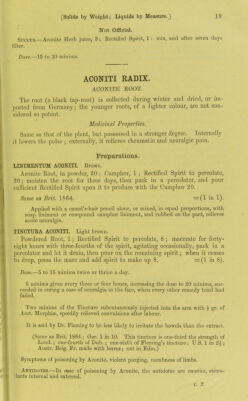 [Solids by Weight; Liquids by Measure.] 19
Not Official.
Succus.—Aconite Herb juice, 3; Rectified Spirit, 1: mix, and after seven days
filter.
Dose.—15 to 20 minims.
ACONITI RADIX.
ACONITE ROOT.
The root (a black tap-root) is collected during winter and dried, or im-
ported from Germany; the younger roots, of a lighter colour, are not con-
sidered so potent.
Medicinal Properties.
Same as that of the plant, but possessed in a stronger degree. Internally
it lowers the pulse; externally, it relieves rheumatic and neuralgic pain.
Preparations.
LINIMENTUM ACONITI. Brown.
Aconite Root, in powder, 20; Camphor, 1; Rectified Spirit to percolate,
20; moisten the root for three days, then pack in a percolator, and pour
sufficient Rectified Spirit upon it to produce with the Camphor 20.
Same as Brit. 1864. =(1 in 1).
Applied with a camel's-hair pencil alone, or mixed, in equal proportions, with
soap liniment or compound camphor liniment, and rubbed on the part, relieves
acute neuralgia.
TINCTURA ACONITI. Light brown.
Powdered Root, 1; Rectified Spirit to percolate, 8; macerate for forty-
eight hours with three-fourths of the spirit, agitating occasionally, pack in a
percolator and let it drain, then pour on the remaining spirit; when it ceases
to drop, press the marc and add spirit to make up 8. =(1 in 8).
Dose.—5 to 15 minims twice or thrice a day.
5 minims given every three or four hours, increasing the dose to 20 minims, suc-
ceeded in curing a case of neuralgia in the face, when every other remedy tried had
failed.
Two minims of the Tincture subcutaneously injected into the arm with gr. of
Acet. Morphia, speedily relieved convulsions after labour.
It is said by Dr. Fleming to be less likely to irritate the bowels than the extract.
(Same as Brit. 1864; Ger. 1 in 10. This tincture is one-third the strength of
Lond.; one-fourth of Dub.; one-sixth of Fleming's tincture; U.S. 1 in 2½;
Austr. Belg. Fr. made with leaves; not in Edin.)
Symptoms of poisoning by Aconite, violent purging, numbness of limbs.
Antidotes.—In case of poisoning by Aconite, the antidotes are emetics, stimu-
lants internal and external.
C 2